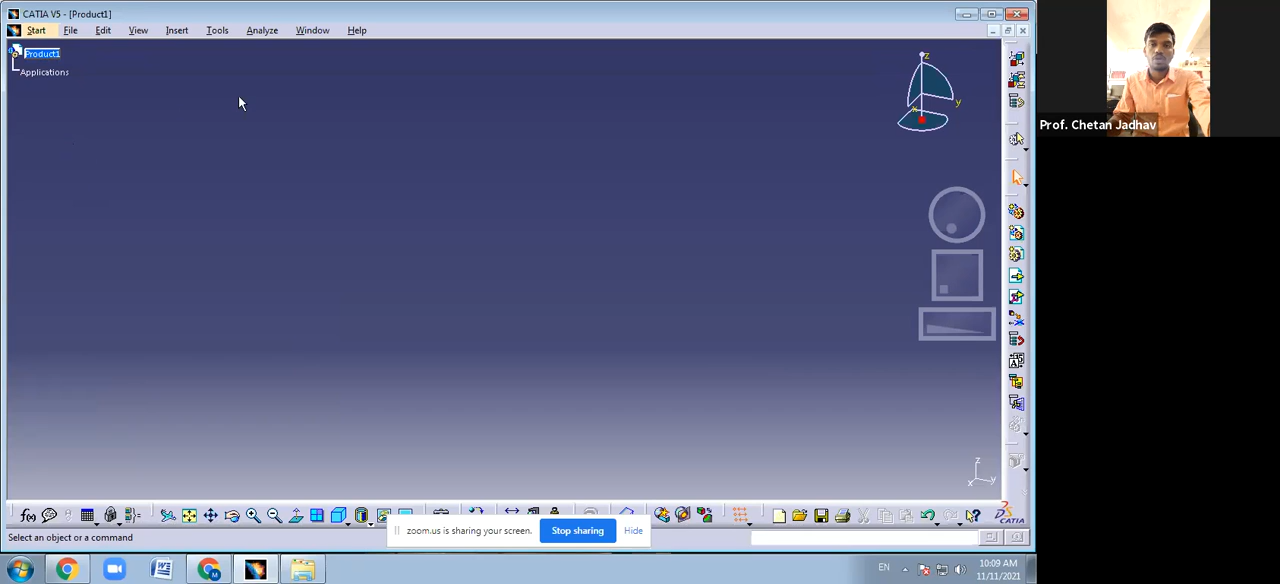 CATIA V5 - [Product1]
Start File Edit View Insert Tools Analyze Window Help
Product1
Applications
z
y
x
Prof. Chetan Jadhav
z
x y
f(x)
CATIA
Select an object or a command
zoom.us is sharing your screen. Stop sharing Hide
EN
10:09 AM
11/11/2021